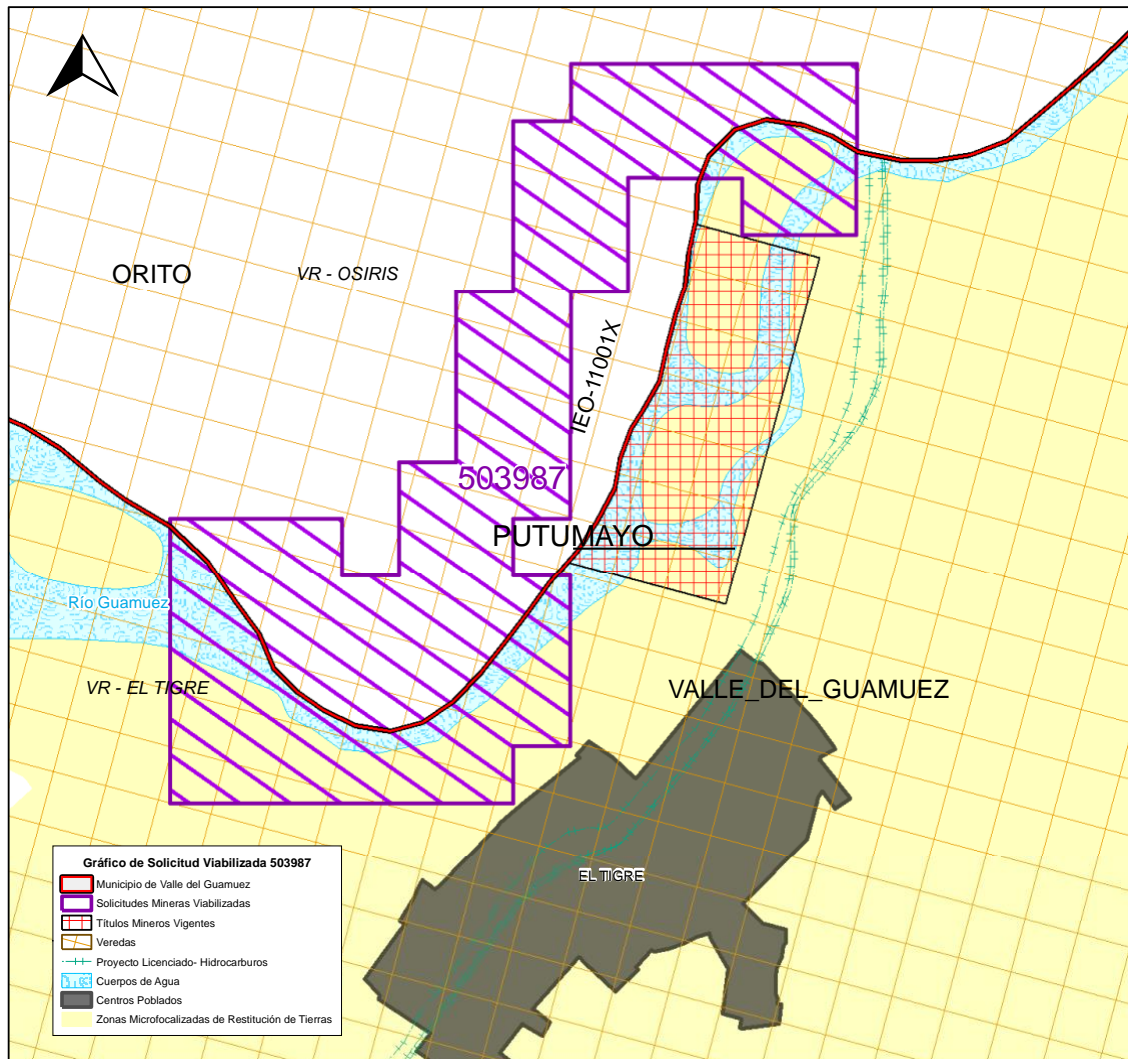 ORITO
VR - OSIRIS
IEO-11001X
503987
PUTUMAYO
Río Guamuez
VR - EL TIGRE
VALLE_DEL_GUAMUEZ
EL TIGRE
Gráfico de Solicitud Viabilizada 503987
Municipio de Valle del Guamuez
Solicitudes Mineras Viabilizadas
Títulos Mineros Vigentes
Veredas
Proyecto Licenciado- Hidrocarburos
Cuerpos de Agua
Centros Poblados
Zonas Microfocalizadas de Restitución de Tierras